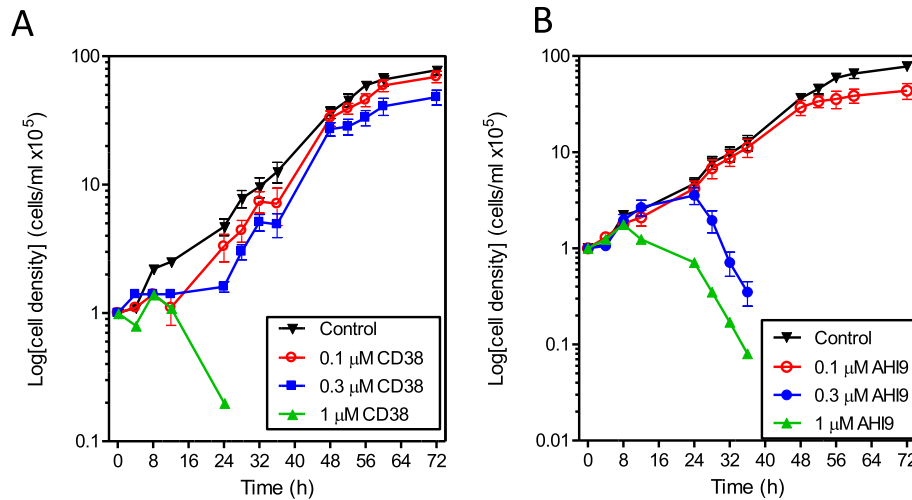 A
Log[cell density] (cells/ml x10⁵)
100
10
1
0.1
0 8 16 24 32 40 48 56 64 72
Time (h)
Control
0.1 µM CD38
0.3 µM CD38
1 µM CD38
B
Log[cell density] (cells/ml x10⁵)
100
10
1
0.1
0.01
0 8 16 24 32 40 48 56 64 72
Time (h)
Control
0.1 µM AHI9
0.3 µM AHI9
1 µM AHI9